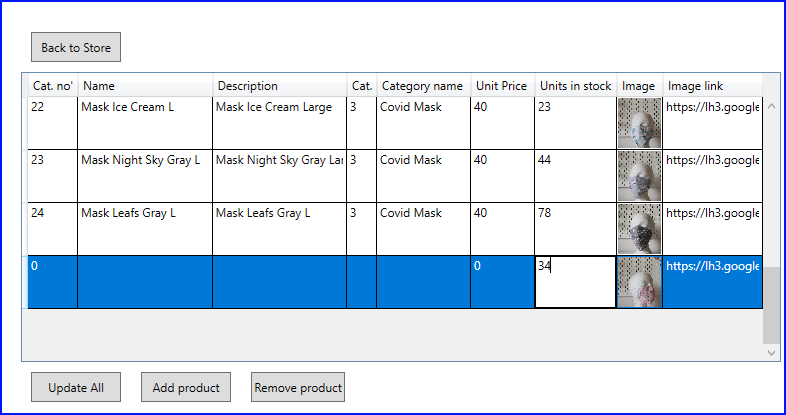 Back to Store
Cat. no' Name Description Cat. Category name Unit Price Units in stock Image Image link
22 Mask Ice Cream L Mask Ice Cream Large 3 Covid Mask 40 23 https://lh3.google
23 Mask Night Sky Gray L Mask Night Sky Gray Lar 3 Covid Mask 40 44 https://lh3.google
24 Mask Leafs Gray L Mask Leafs Gray L 3 Covid Mask 40 78 https://lh3.google
0 0 34 https://lh3.google
Update All Add product Remove product